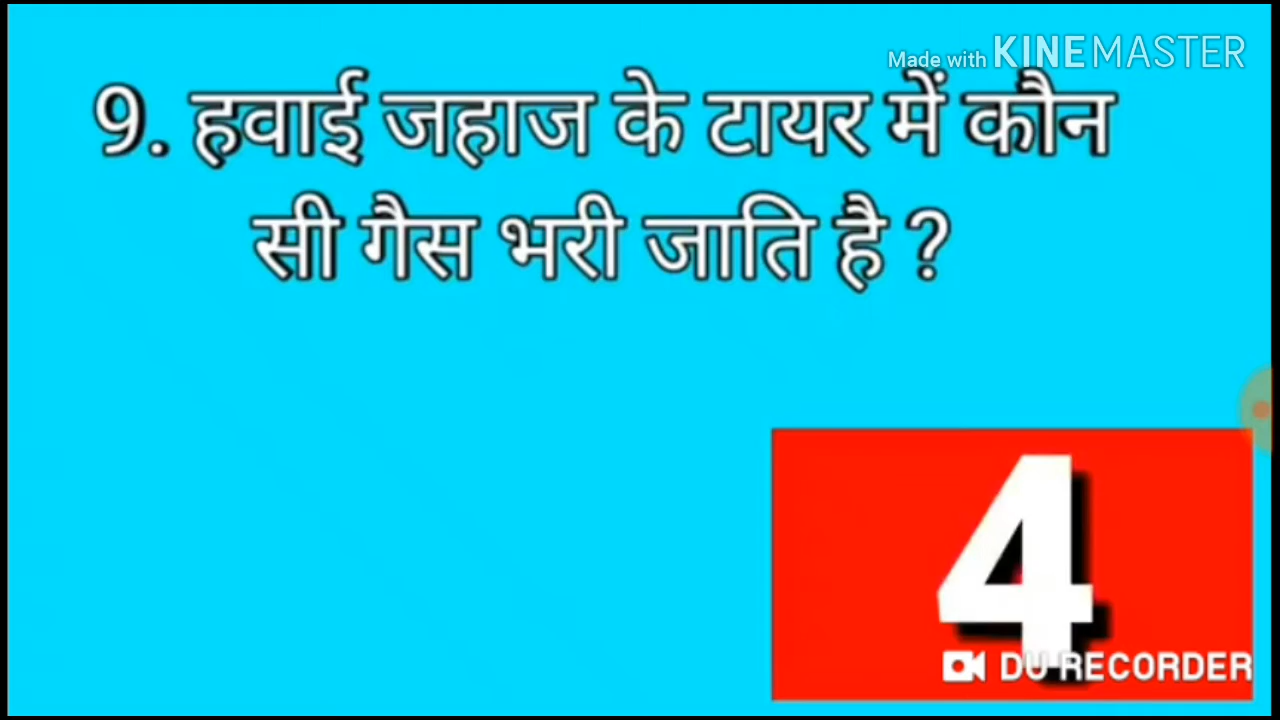 Made with KINEMASTER
9. हवाई जहाज के टायर में कौन
सी गैस भरी जाति है ?
4
DU RECORDER